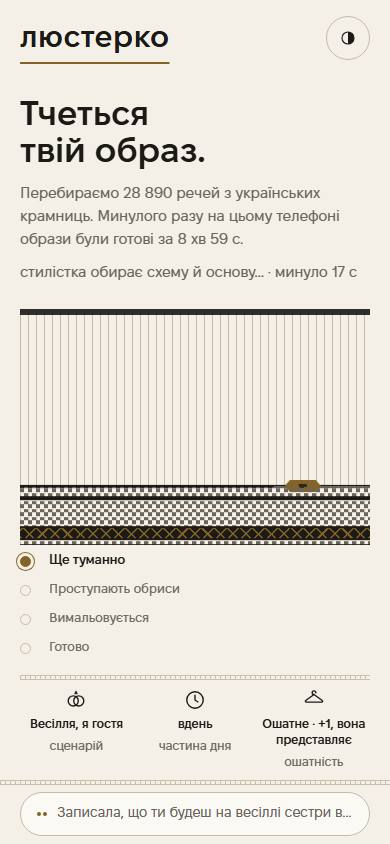 люстерко
Тчеться
твій образ.
Перебираємо 28 890 речей з українських
крамниць. Минулого разу на цьому телефоні
образи були готові за 8 хв 59 с.
стилістка обирає схему й основу... · минуло 17 с
Ще туманно
Проступають обриси
Вимальовується
Готово
Весілля, я гостя
сценарій
вдень
частина дня
Ошатне · +1, вона
представляє
ошатність
Записала, що ти будеш на весіллі сестри в...